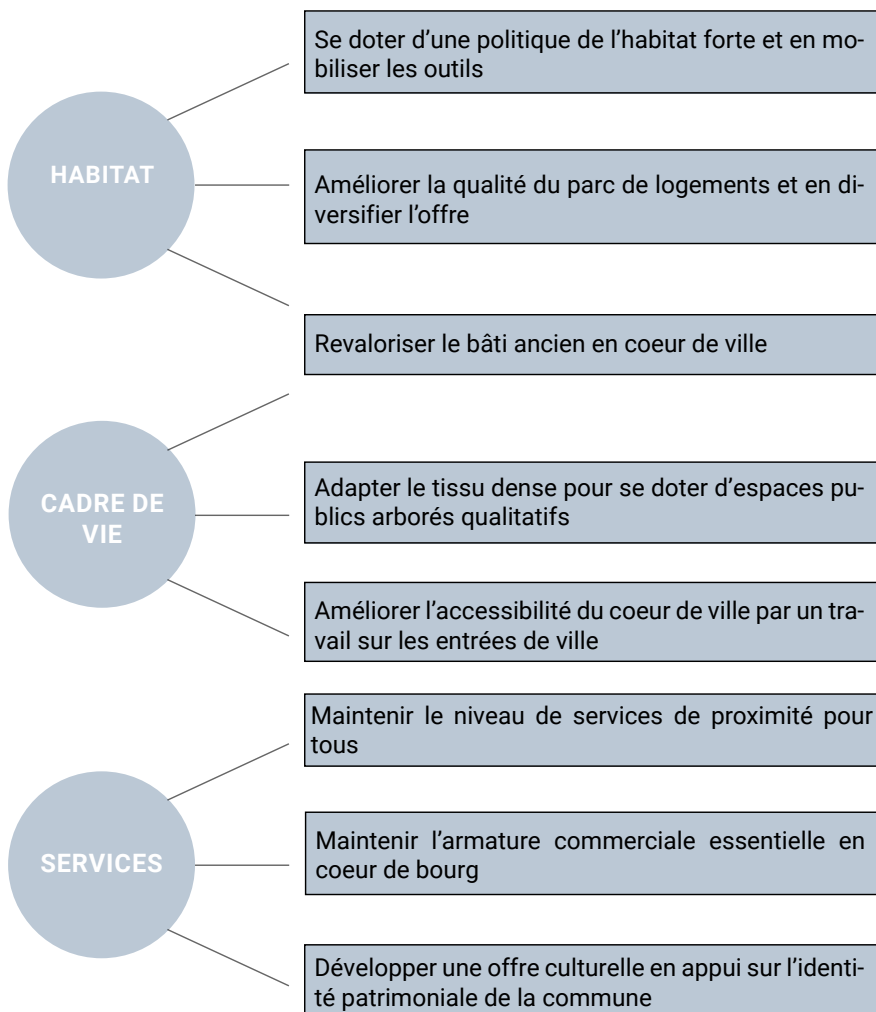 Se doter d’une politique de l’habitat forte et en mo-
biliser les outils
HABITAT
Améliorer la qualité du parc de logements et en di-
versifier l’offre
Revaloriser le bâti ancien en coeur de ville
CADRE DE
VIE
Adapter le tissu dense pour se doter d’espaces pu-
blics arborés qualitatifs
Améliorer l’accessibilité du coeur de ville par un tra-
vail sur les entrées de ville
Maintenir le niveau de services de proximité pour
tous
SERVICES
Maintenir l’armature commerciale essentielle en
coeur de bourg
Développer une offre culturelle en appui sur l’identi-
té patrimoniale de la commune